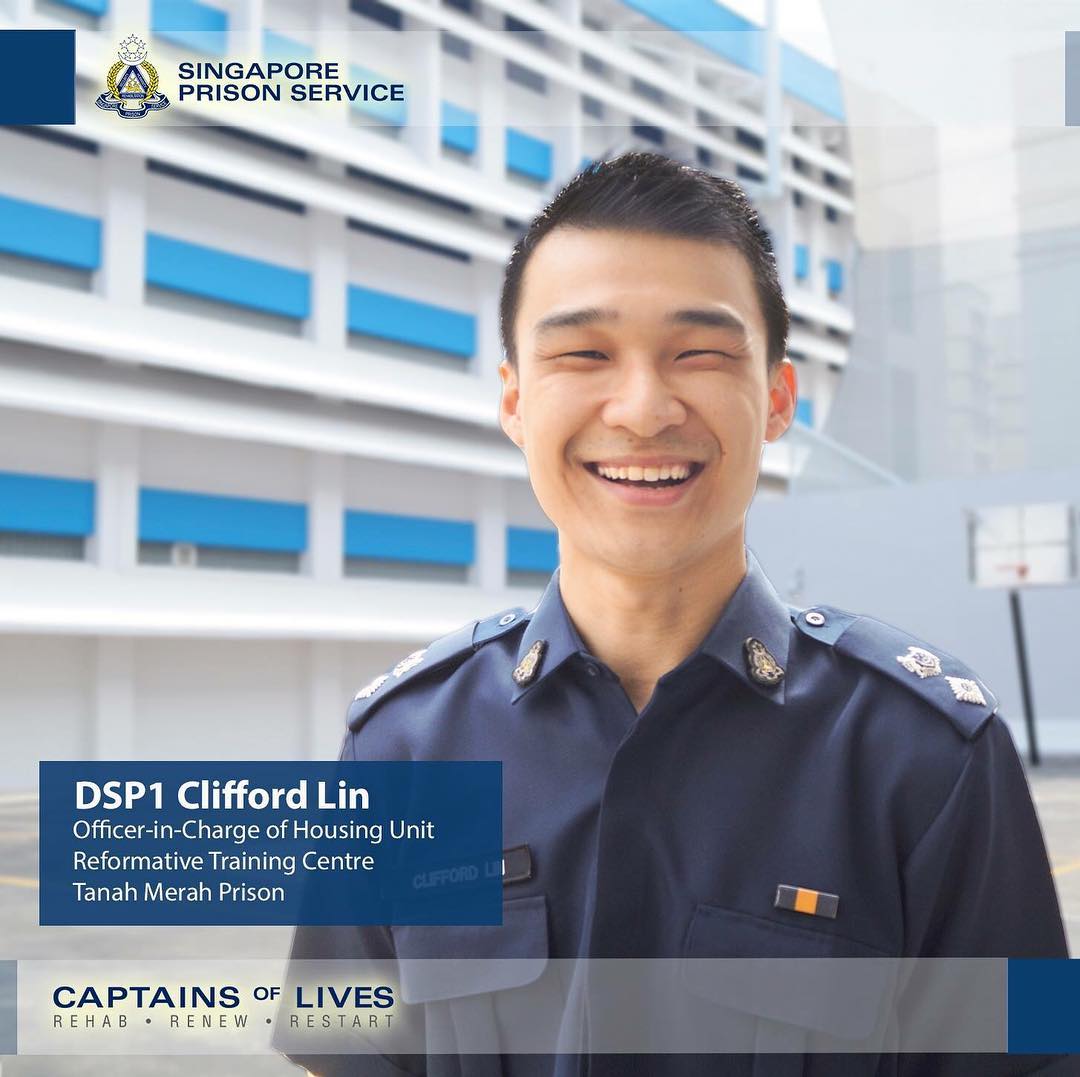 SINGAPORE
PRISON SERVICE
DSP1 Clifford Lin
Officer-in-Charge of Housing Unit
Reformative Training Centre
Tanah Merah Prison
CLIFFORD LIN
CAPTAINS OF LIVES
REHAB • RENEW • RESTART